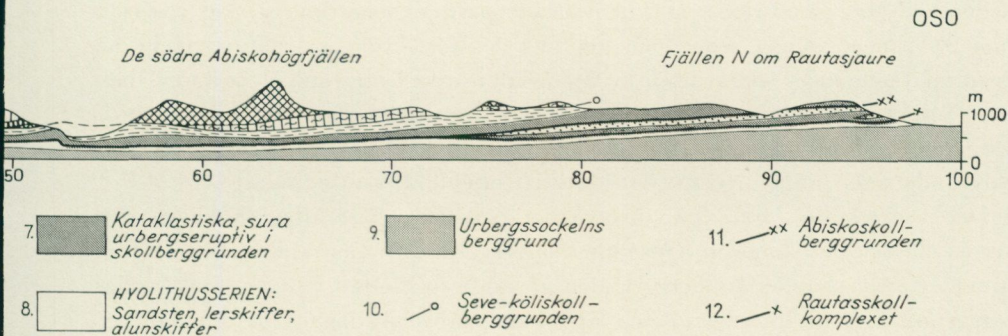 OSO
De södra Abiskohögfjällen
Fjällen N om Rautasjaure
m
1000
0
50 60 70 80 90 100
7. Kataklastiska, sura
urbergseruptiv i
skollberggrunden
8. HYOLITHUSSERIEN:
Sandsten, lerskiffer,
alunskiffer
9. Urbergssockelns
berggrund
10. Seve-köliskoll-
berggrunden
11. xx Abiskoskoll-
berggrunden
12. x Rautasskoll-
komplexet